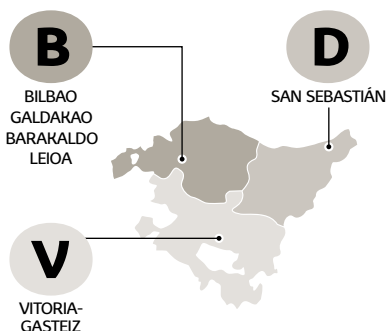 B
BILBAO
GALDAKAO
BARAKALDO
LEIOA
D
SAN SEBASTIÁN
V
VITORIA-
GASTEIZ